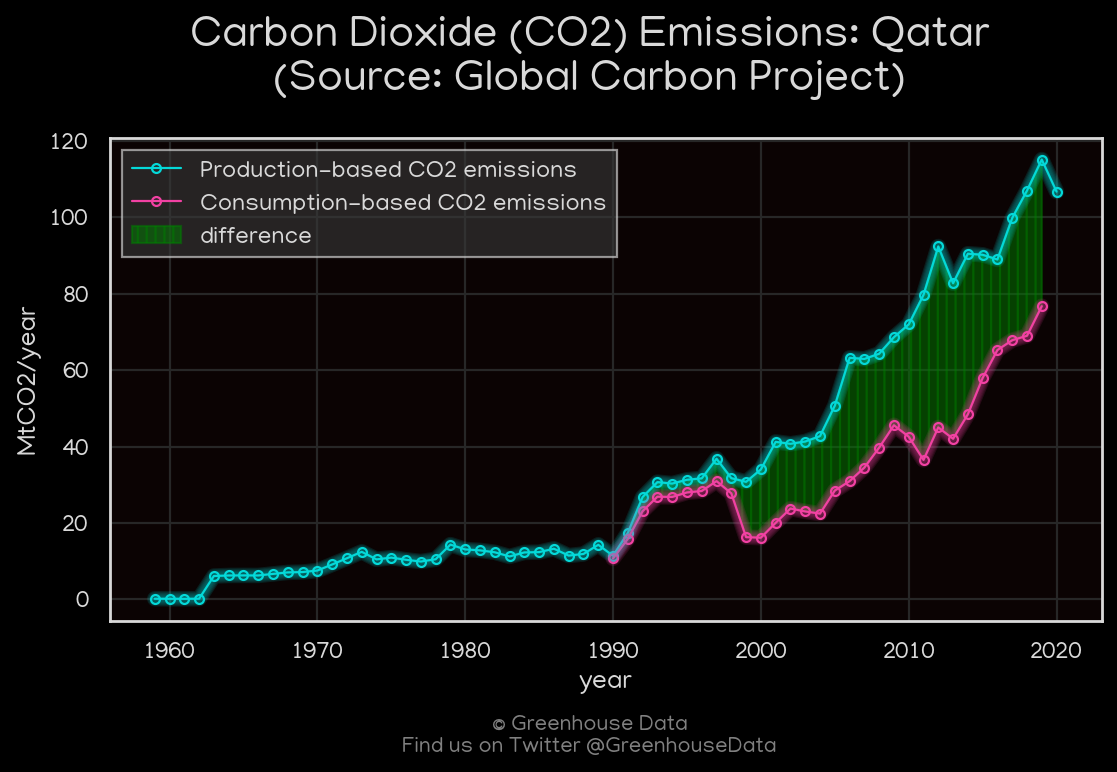 Carbon Dioxide (CO2) Emissions: Qatar
(Source: Global Carbon Project)
120
100
80
60
40
20
0
MtCO2/year
Production-based CO2 emissions
Consumption-based CO2 emissions
difference
1960 1970 1980 1990 2000 2010 2020
year
© Greenhouse Data
Find us on Twitter @GreenhouseData